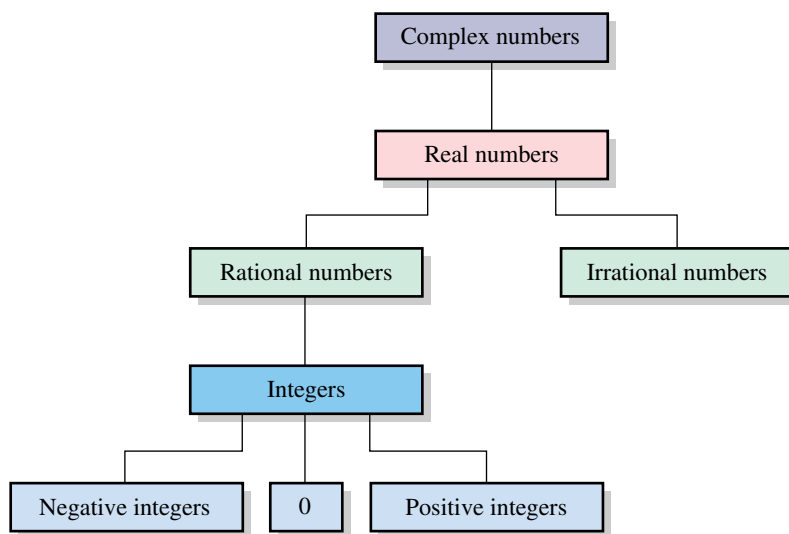 Complex numbers
Real numbers
Rational numbers
Irrational numbers
Integers
Negative integers
0
Positive integers